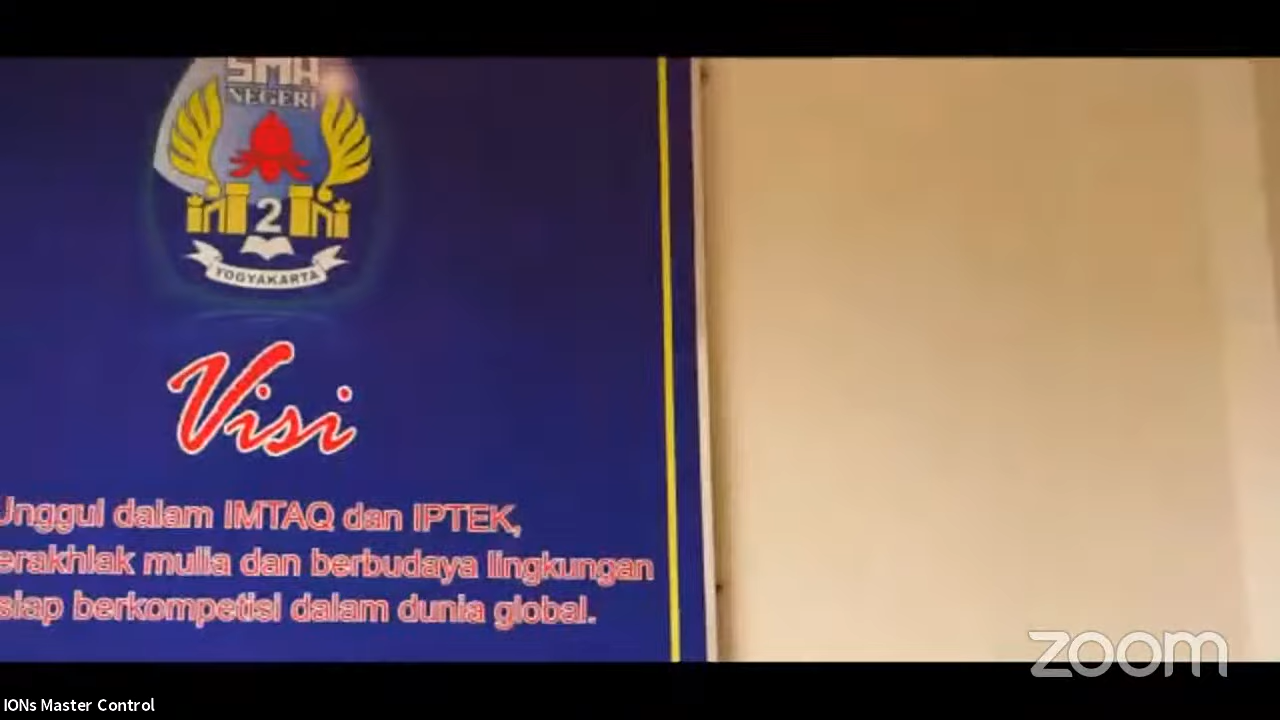 SMA
NEGERI
2
YOGYAKARTA
Visi
Unggul dalam IMTAQ dan IPTEK,
erakhlak mulia dan berbudaya lingkungan
siap berkompetisi dalam dunia global.
zoom
IONs Master Control